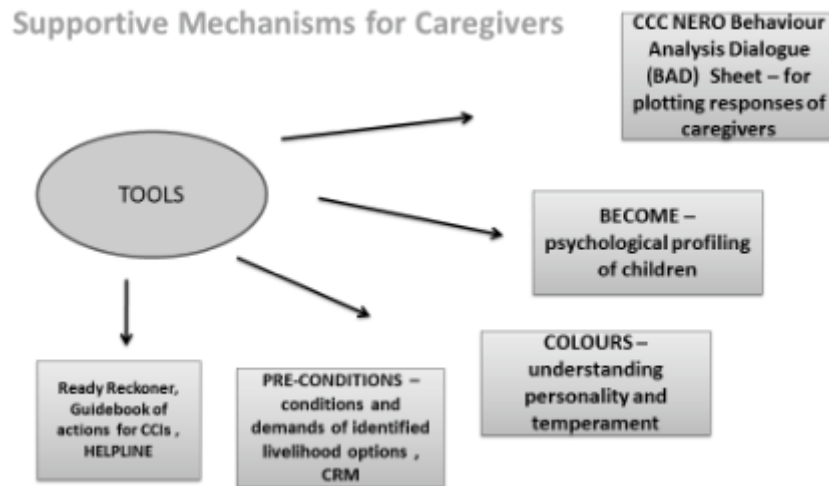 Supportive Mechanisms for Caregivers
CCC NERO Behaviour
Analysis Dialogue
(BAD) Sheet – for
plotting responses of
caregivers
TOOLS
BECOME –
psychological profiling
of children
COLOURS –
understanding
personality and
temperament
PRE-CONDITIONS –
conditions and
demands of identified
livelihood options ,
CRM
Ready Reckoner,
Guidebook of
actions for CCIs ,
HELPLINE